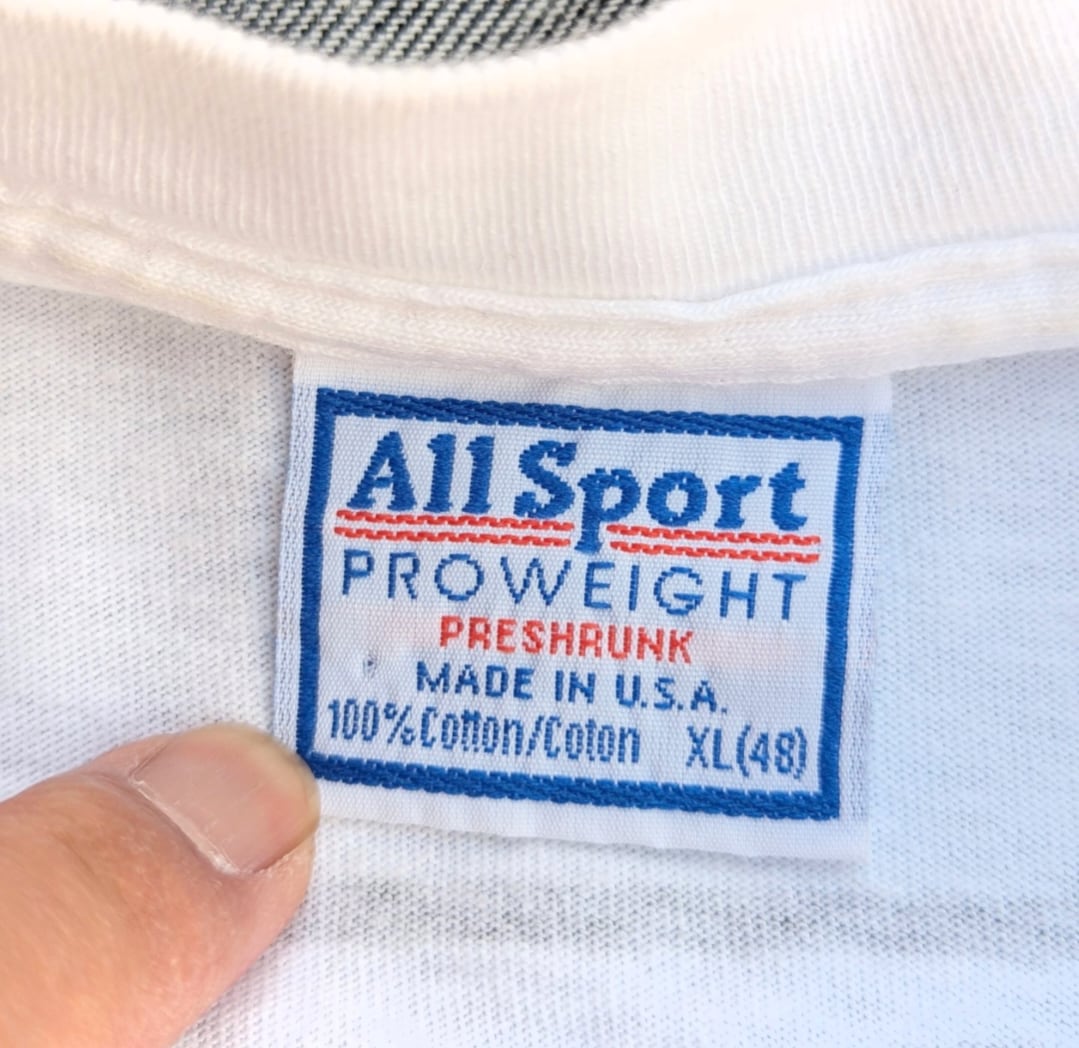 All Sport
PROWEIGHT
PRESHRUNK
MADE IN U.S.A.
100% Cotton/Coton XL(48)